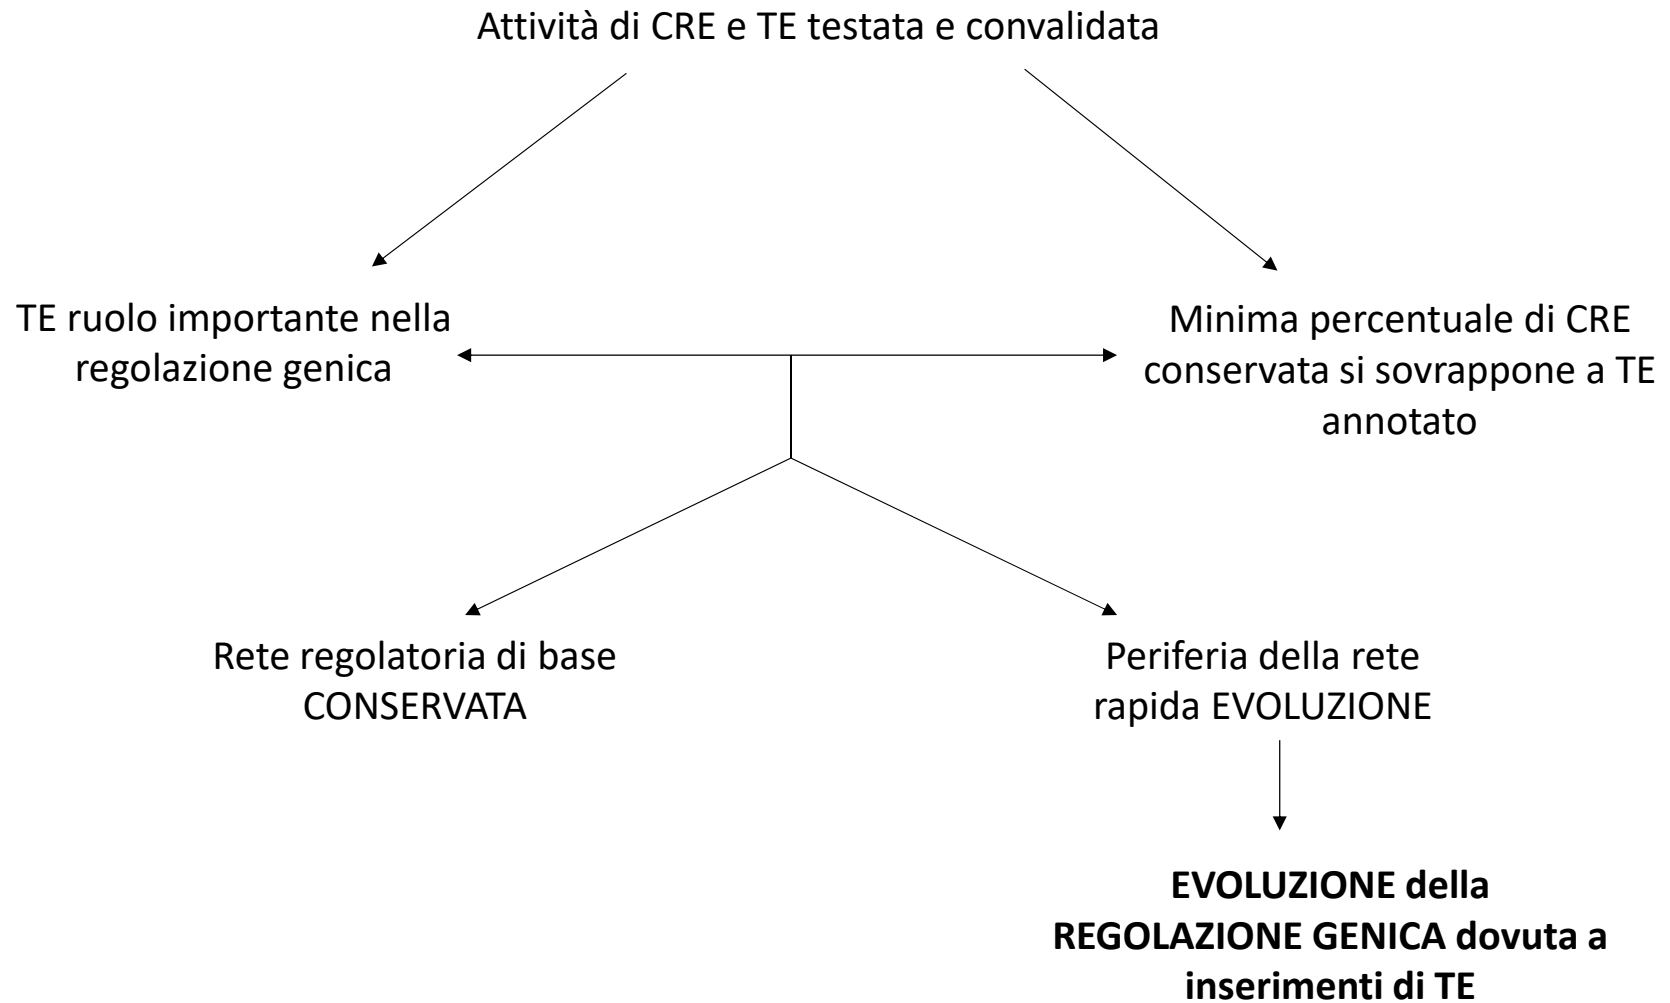 Attività di CRE e TE testata e convalidata
TE ruolo importante nella
regolazione genica
Minima percentuale di CRE
conservata si sovrappone a TE
annotato
Rete regolatoria di base
CONSERVATA
Periferia della rete
rapida EVOLUZIONE
EVOLUZIONE della
REGOLAZIONE GENICA dovuta a
inserimenti di TE